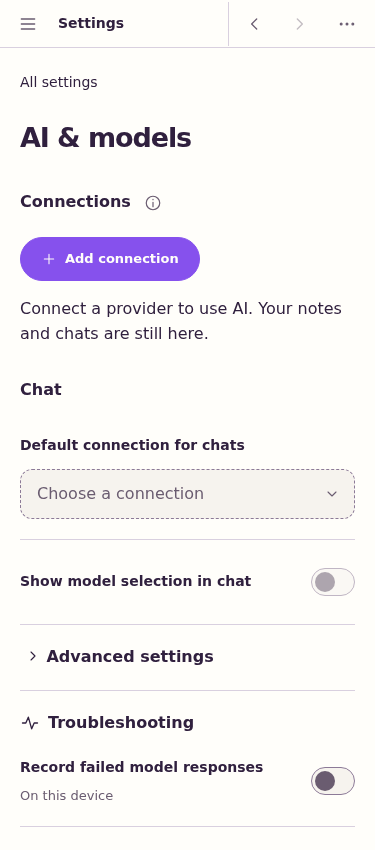 Settings
All settings
AI & models
Connections
Add connection
Connect a provider to use AI. Your notes
and chats are still here.
Chat
Default connection for chats
Choose a connection
Show model selection in chat
Advanced settings
Troubleshooting
Record failed model responses
On this device